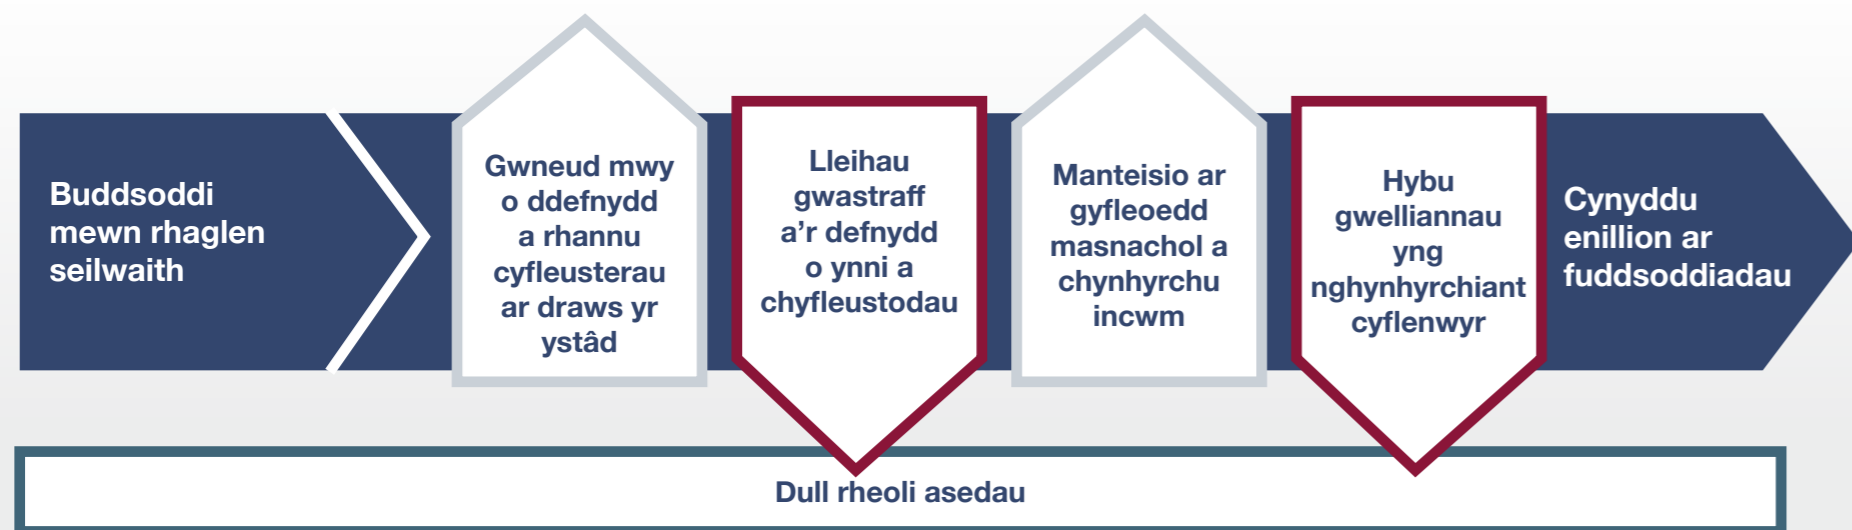 Buddsoddi
mewn rhaglen
seilwaith
Gwneud mwy
o ddefnydd
a rhannu
cyfleusterau
ar draws yr
ystâd
Lleihau
gwastraff
a’r defnydd
o ynni a
chyfleustodau
Manteisio ar
gyfleoedd
masnachol a
chynhyrchu
incwm
Hybu
gwelliannau
yng
nghynhyrchiant
cyflenwyr
Cynyddu
enillion ar
fuddsoddiadau
Dull rheoli asedau